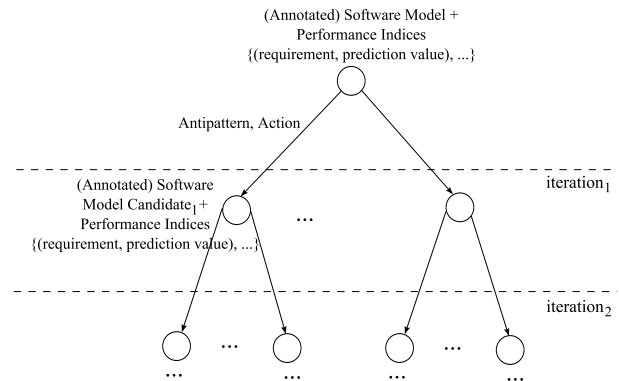 (Annotated) Software Model +
Performance Indices
{(requirement, prediction value), ...}
Antipattern, Action
iteration₁
(Annotated) Software
Model Candidate₁+
Performance Indices
{(requirement, prediction value), ...}
...
iteration₂
... ...
... ... ... ...